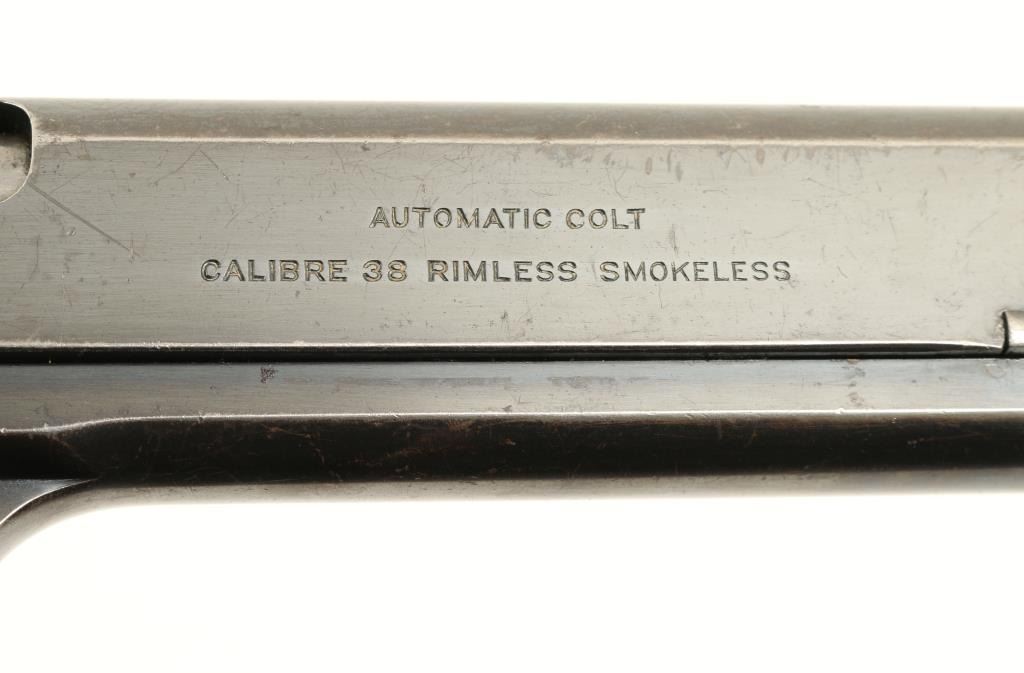 AUTOMATIC COLT
CALIBRE 38 RIMLESS SMOKELESS